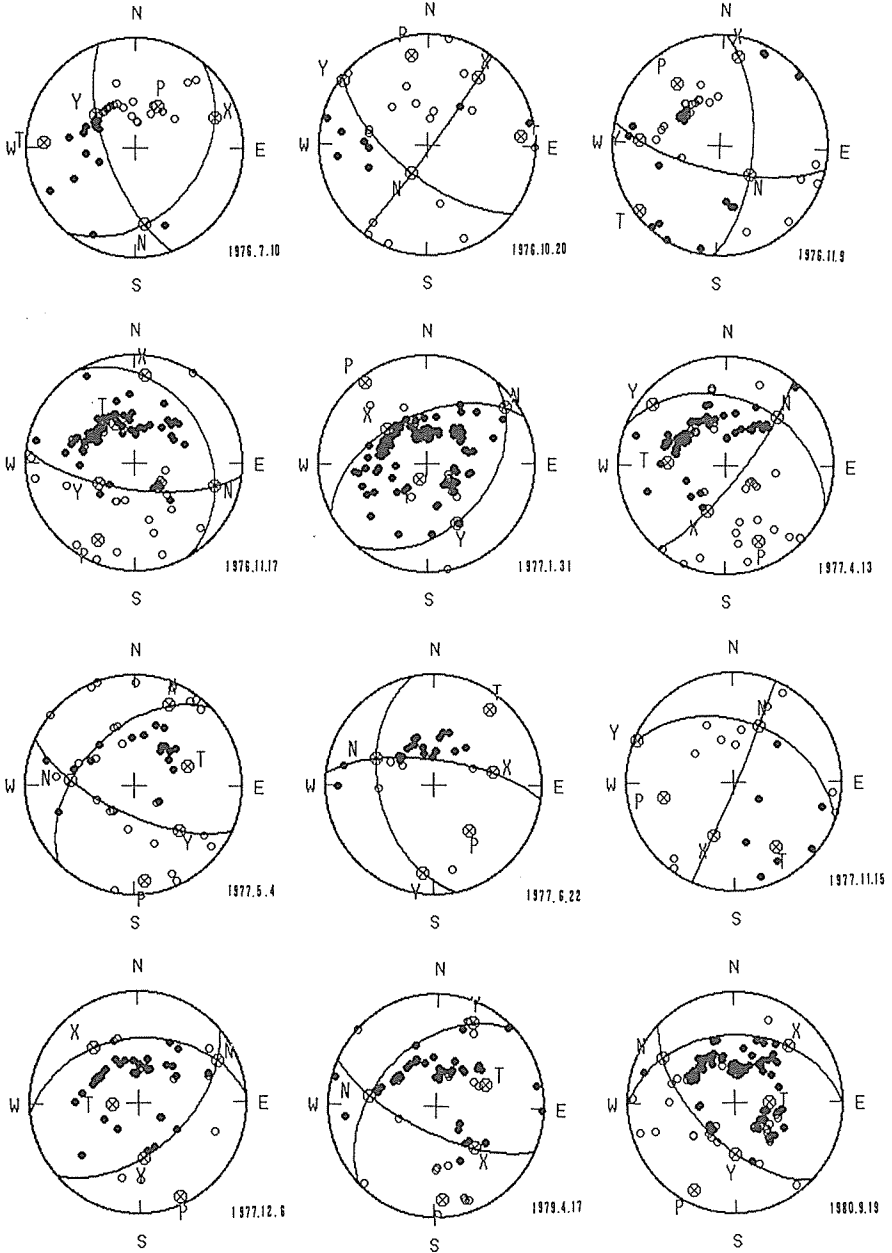 N
P
Y
X
T
W
E
N
S
1976.7.10
N
P
Y
X
W
E
N
S
1976.10.20
N
X
P
W
E
N
T
S
1976.11.9
N
X
T
W
E
Y
N
S
1976.11.17
N
P
N
X
W
E
Y
S
1977.1.31
N
Y
N
T
W
E
X
P
S
1977.4.13
N
N
T
W
E
Y
P
S
1977.5.4
N
T
N
X
W
E
P
Y
S
1977.6.22
N
N
Y
W
E
P
X
T
S
1977.11.15
N
X
N
T
W
E
Y
P
S
1977.12.6
N
Y
N
T
W
E
X
P
S
1979.4.17
N
X
N
T
W
E
Y
P
S
1980.9.19